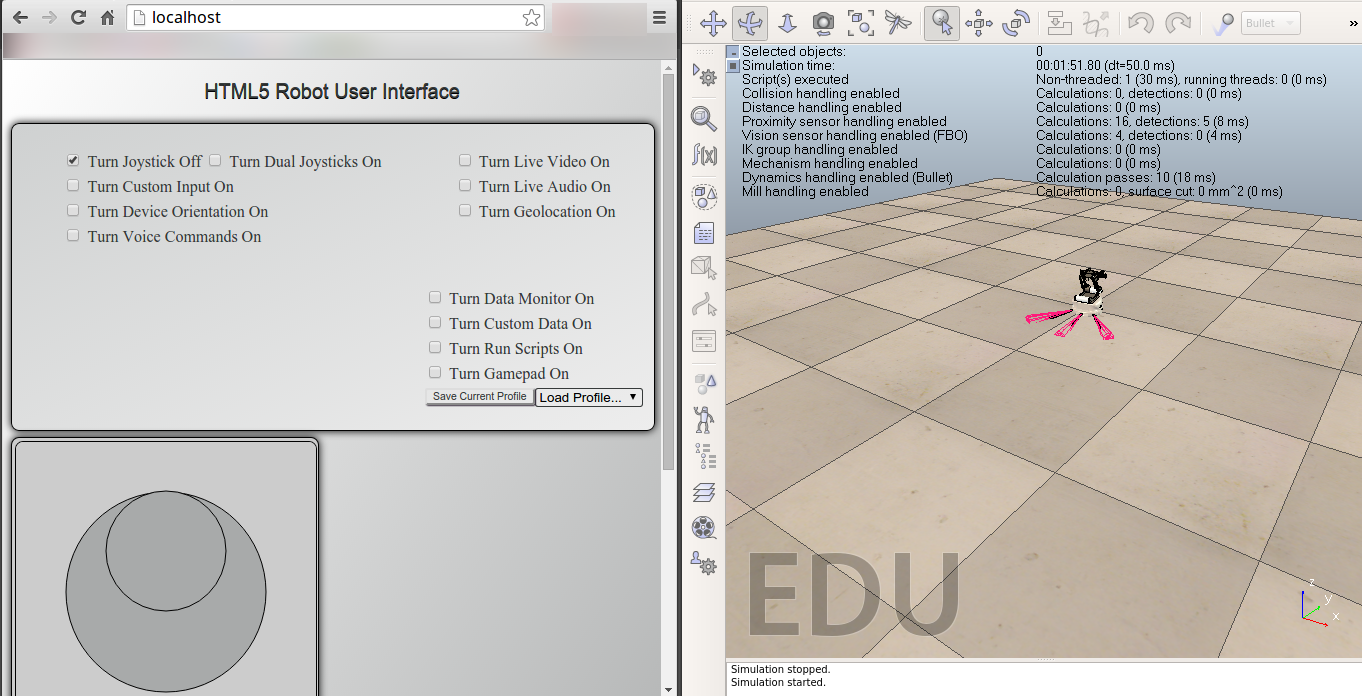 localhost
HTML5 Robot User Interface
Turn Joystick Off Turn Dual Joysticks On
Turn Custom Input On
Turn Device Orientation On
Turn Voice Commands On
Turn Live Video On
Turn Live Audio On
Turn Geolocation On
Turn Data Monitor On
Turn Custom Data On
Turn Run Scripts On
Turn Gamepad On
Save Current Profile Load Profile...
Bullet
f(x)
Selected objects: 0
Simulation time: 00:01:51.80 (dt=50.0 ms)
Script(s) executed Non-threaded: 1 (30 ms), running threads: 0 (0 ms)
Collision handling enabled Calculations: 0, detections: 0 (0 ms)
Distance handling enabled Calculations: 0 (0 ms)
Proximity sensor handling enabled Calculations: 16, detections: 5 (8 ms)
Vision sensor handling enabled (FBO) Calculations: 4, detections: 0 (4 ms)
IK group handling enabled Calculations: 0 (0 ms)
Mechanism handling enabled Calculations: 0 (0 ms)
Dynamics handling enabled (Bullet) Calculation passes: 10 (18 ms)
Mill handling enabled Calculations: 0, surface cut: 0 mm^2 (0 ms)
EDU
z
y
x
Simulation stopped.
Simulation started.